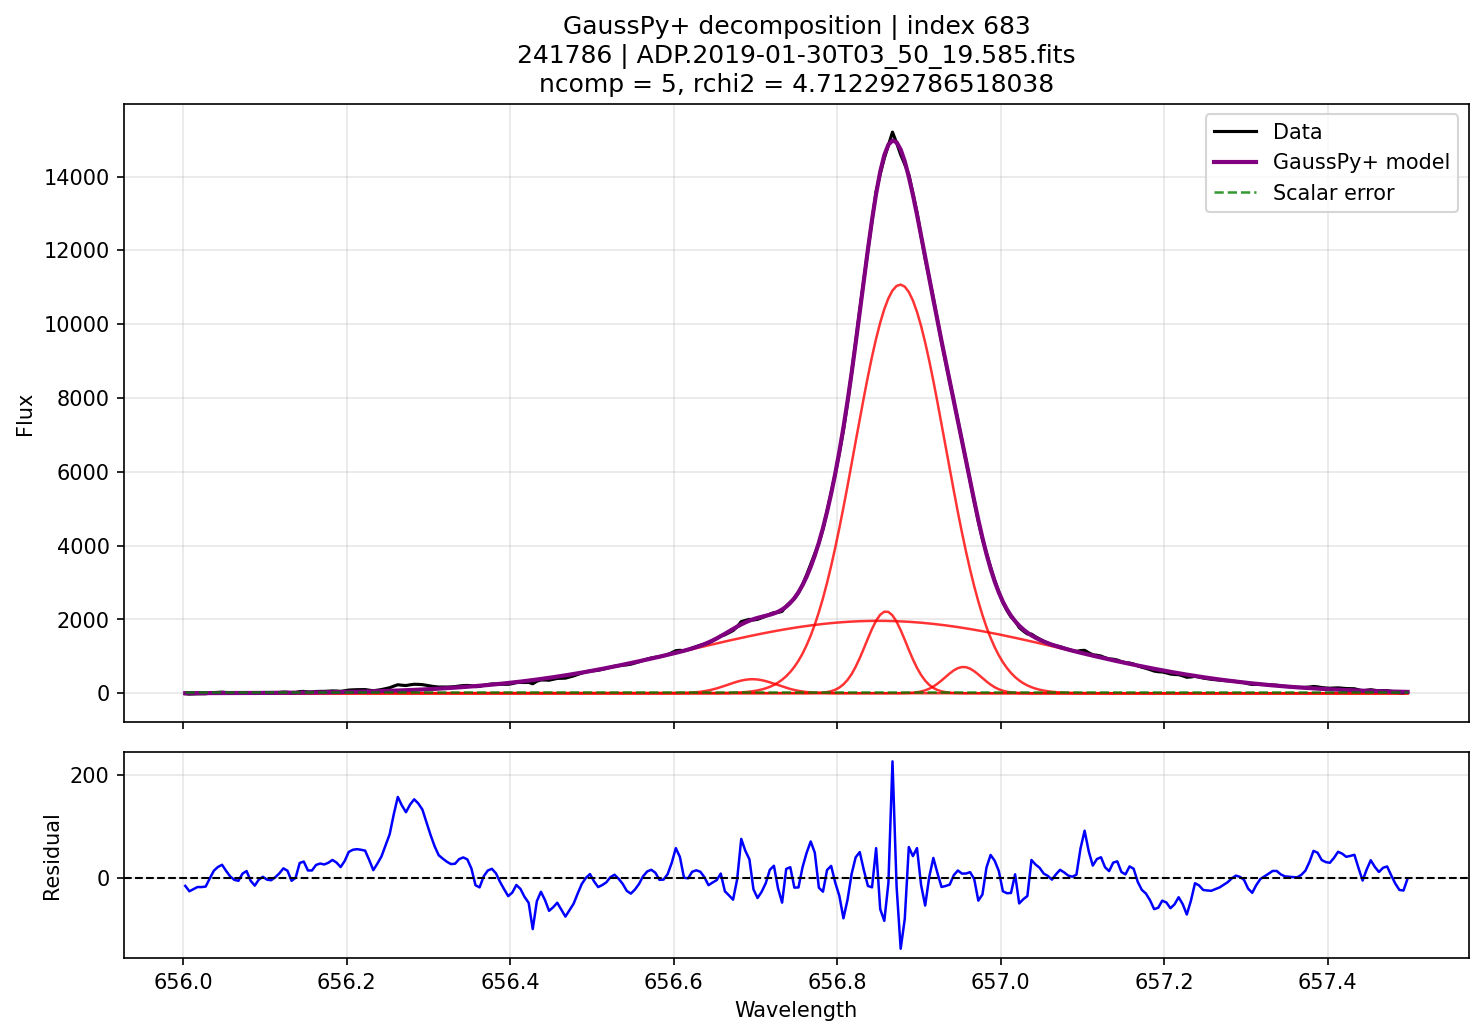 GaussPy+ decomposition | index 683
241786 | ADP.2019-01-30T03_50_19.585.fits
ncomp = 5, rchi2 = 4.712292786518038
Data
GaussPy+ model
Scalar error
Flux
14000
12000
10000
8000
6000
4000
2000
0
Residual
200
0
656.0
656.2
656.4
656.6
656.8
657.0
657.2
657.4
Wavelength